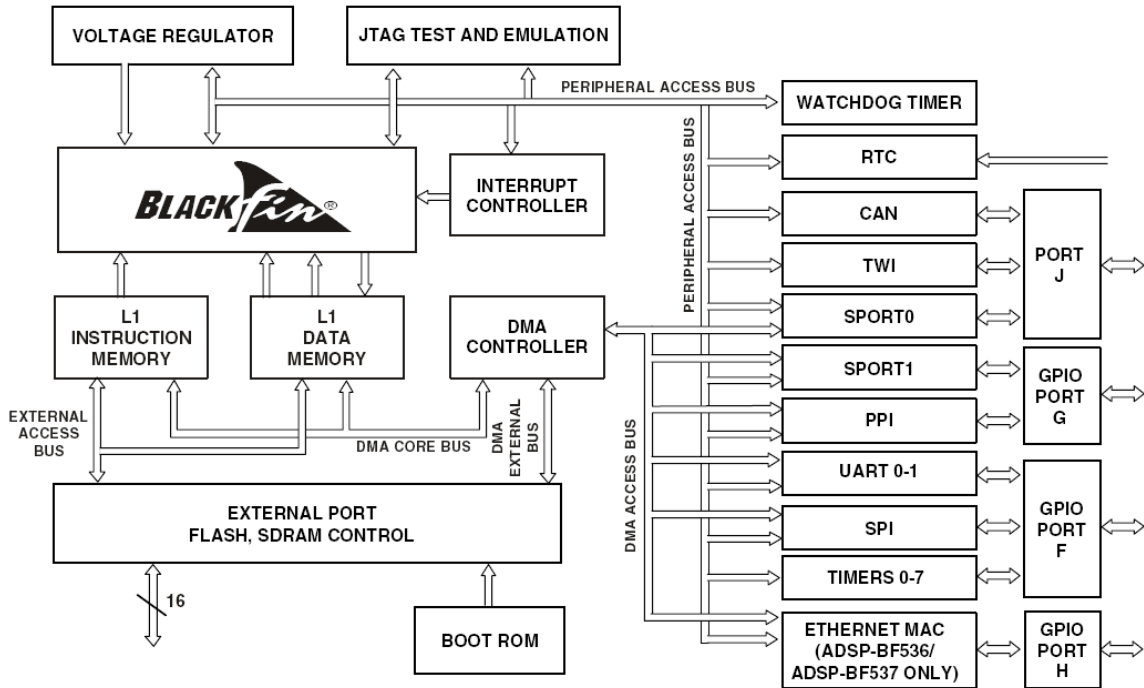 VOLTAGE REGULATOR
JTAG TEST AND EMULATION
PERIPHERAL ACCESS BUS
WATCHDOG TIMER
BLACKfin®
INTERRUPT
CONTROLLER
PERIPHERAL ACCESS BUS
RTC
CAN
TWI
SPORT0
PORT
J
L1
INSTRUCTION
MEMORY
L1
DATA
MEMORY
DMA
CONTROLLER
SPORT1
PPI
GPIO
PORT
G
EXTERNAL
ACCESS
BUS
DMA CORE BUS
DMA
EXTERNAL
BUS
DMA ACCESS BUS
UART 0-1
SPI
TIMERS 0-7
GPIO
PORT
F
EXTERNAL PORT
FLASH, SDRAM CONTROL
16
BOOT ROM
ETHERNET MAC
(ADSP-BF536/
ADSP-BF537 ONLY)
GPIO
PORT
H